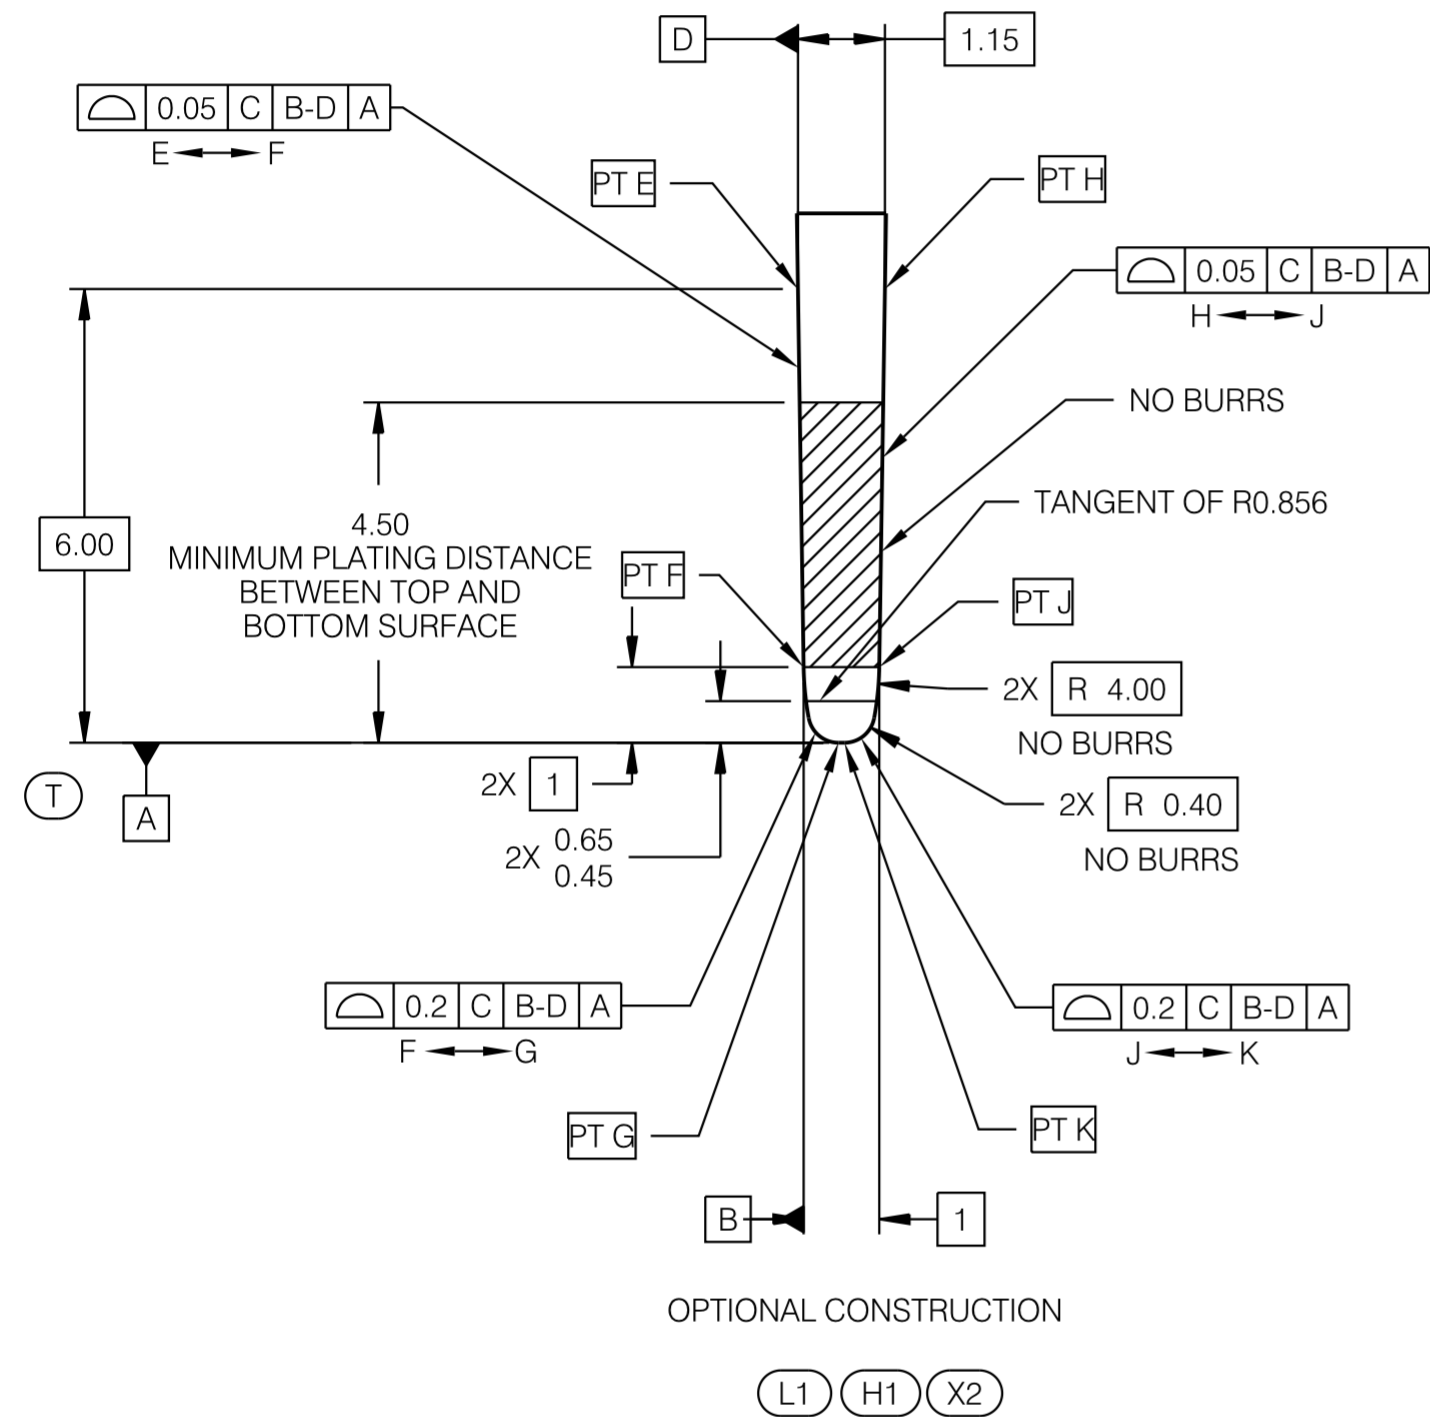 D
1.15
0.05 C B-D A
E F
PT E
PT H
0.05 C B-D A
H J
NO BURRS
TANGENT OF R0.856
6.00
4.50
MINIMUM PLATING DISTANCE
BETWEEN TOP AND
BOTTOM SURFACE
PT F
PT J
2X R 4.00
NO BURRS
T
A
2X 1
2X 0.65
0.45
2X R 0.40
NO BURRS
0.2 C B-D A
F G
0.2 C B-D A
J K
PT G
PT K
B
1
OPTIONAL CONSTRUCTION
L1 H1 X2